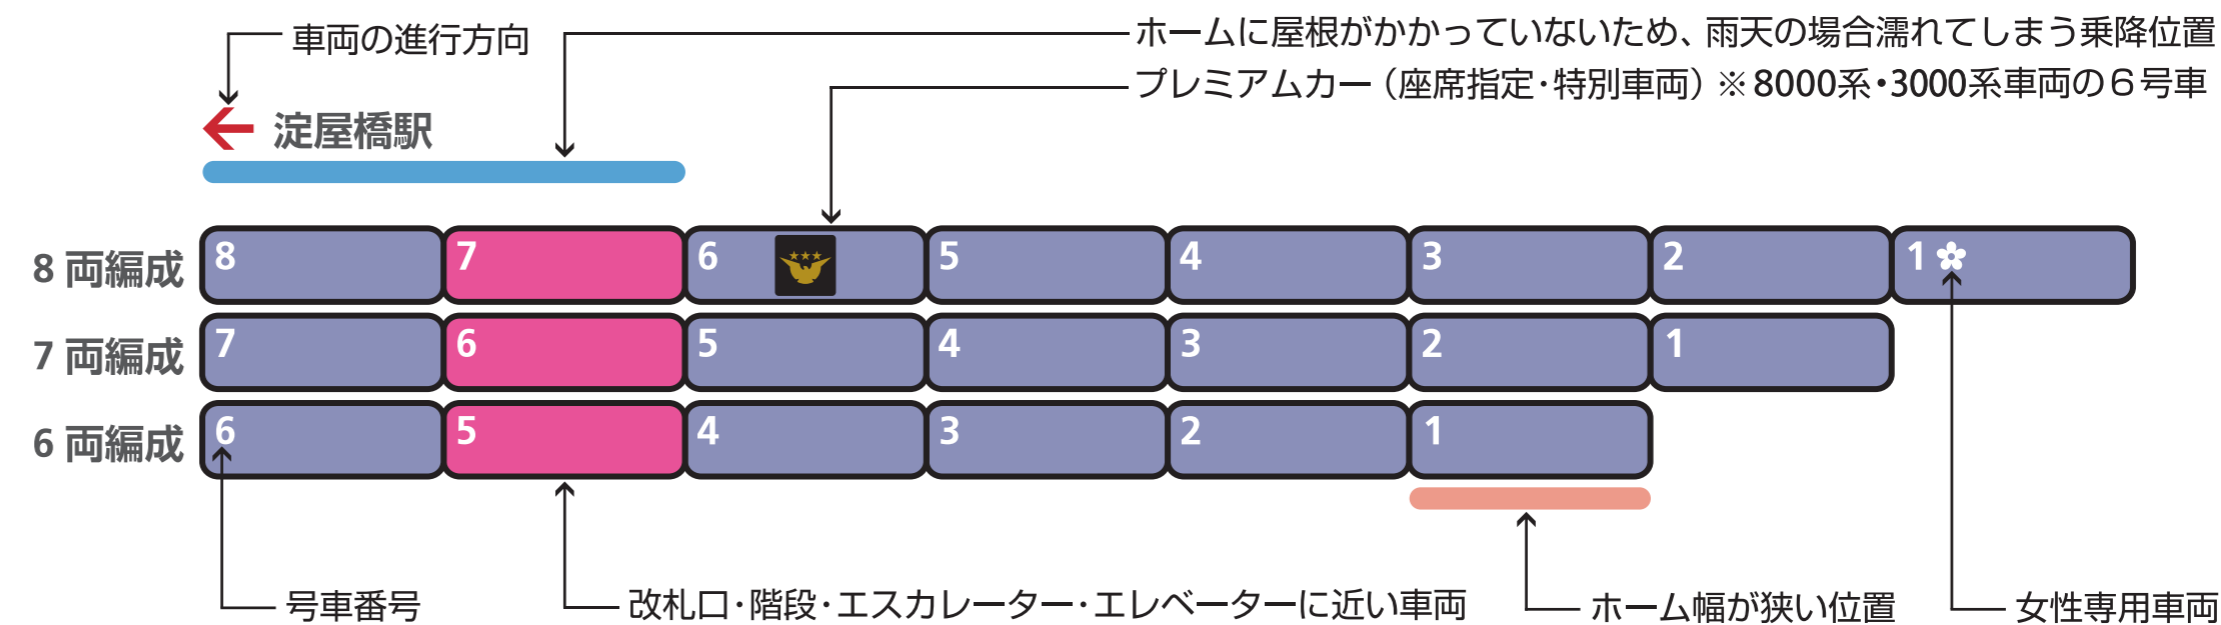 車両の進行方向
ホームに屋根がかかっていないため、雨天の場合濡れてしまう乗降位置
プレミアムカー（座席指定・特別車両）※8000系・3000系車両の6号車
淀屋橋駅
8両編成 8 7 6 5 4 3 2 1
7両編成 7 6 5 4 3 2 1
6両編成 6 5 4 3 2 1
号車番号
改札口・階段・エスカレーター・エレベーターに近い車両
ホーム幅が狭い位置
女性専用車両